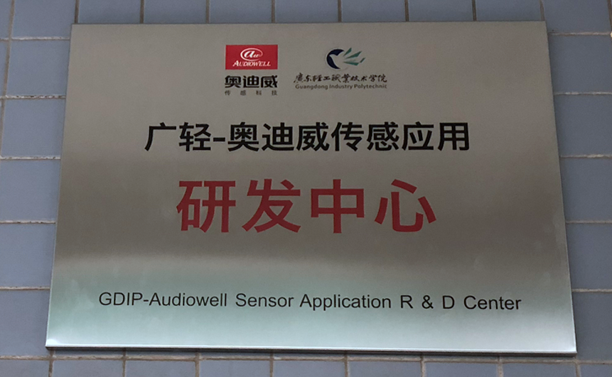 AUDIOWELL
奥迪威
传感科技
广东轻工职业技术学院
Guangdong Industry Polytechnic
广轻-奥迪威传感应用
研发中心
GDIP-Audiowell Sensor Application R & D Center